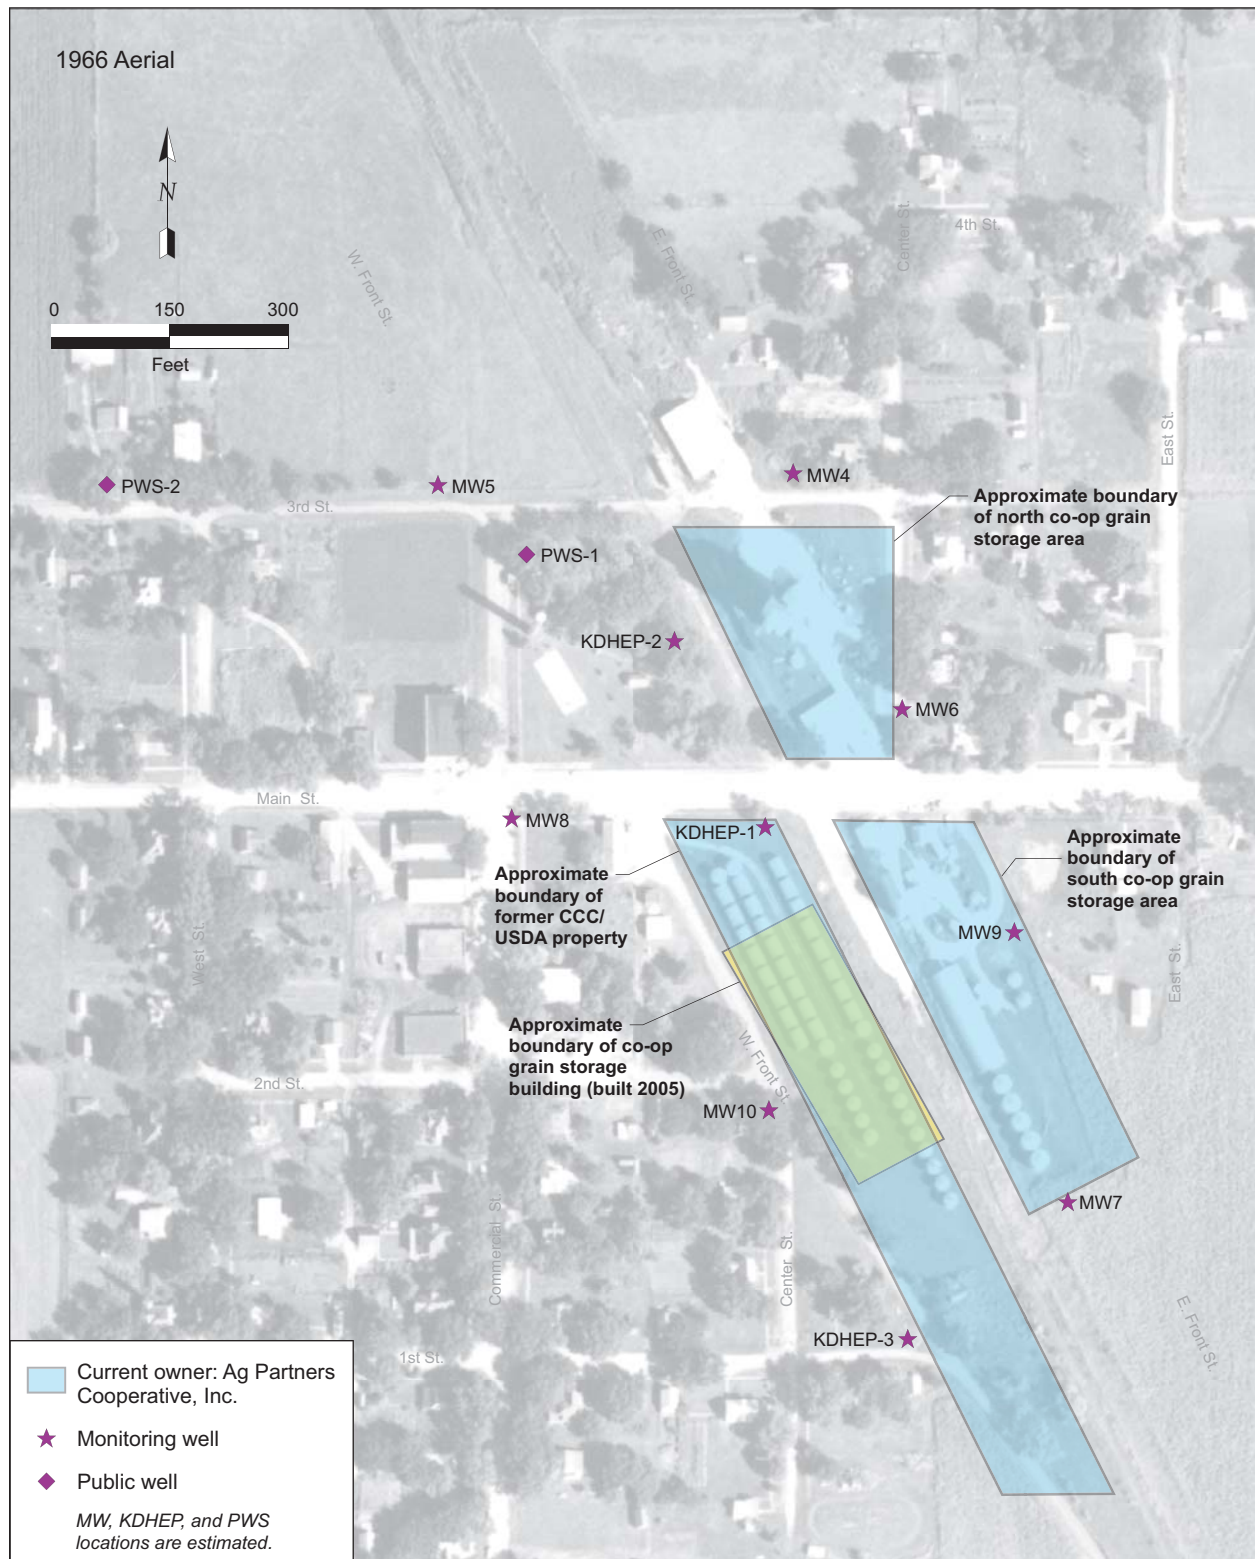 1966 Aerial
N
0 150 300
Feet
W. Front St.
E. Front St.
Center St.
4th St.
East St.
PWS-2
MW5
MW4
3rd St.
Approximate boundary
of north co-op grain
storage area
PWS-1
KDHEP-2
MW6
Main St.
MW8
KDHEP-1
Approximate
boundary of
south co-op grain
storage area
Approximate
boundary of
former CCC/
USDA property
MW9
West St.
East St.
Approximate
boundary of co-op
grain storage
building (built 2005)
W. Front St.
2nd St.
MW10
MW7
Commercial St.
Center St.
E. Front St.
KDHEP-3
1st St.
Current owner: Ag Partners
Cooperative, Inc.
Monitoring well
Public well
MW, KDHEP, and PWS
locations are estimated.